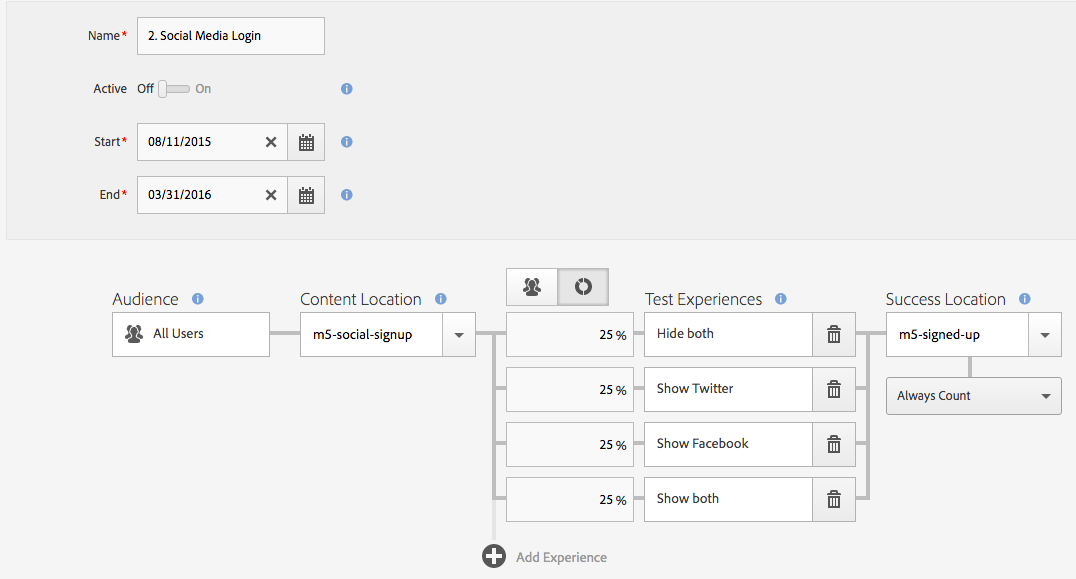 Name* 2. Social Media Login
Active Off On
Start* 08/11/2015
End* 03/31/2016
Audience Content Location Test Experiences Success Location
All Users m5-social-signup 25 % Hide both m5-signed-up
25 % Show Twitter Always Count
25 % Show Facebook
25 % Show both
Add Experience